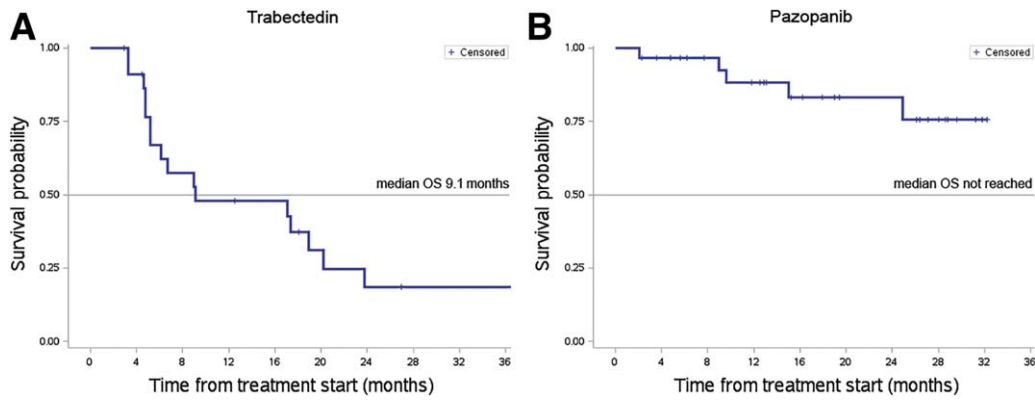 A
Trabectedin
1.00
+ Censored
0.75
Survival probability
median OS 9.1 months
0.50
0.25
0.00
0 4 8 12 16 20 24 28 32 36
Time from treatment start (months)
B
Pazopanib
1.00
+ Censored
0.75
Survival probability
median OS not reached
0.50
0.25
0.00
0 4 8 12 16 20 24 28 32 36
Time from treatment start (months)